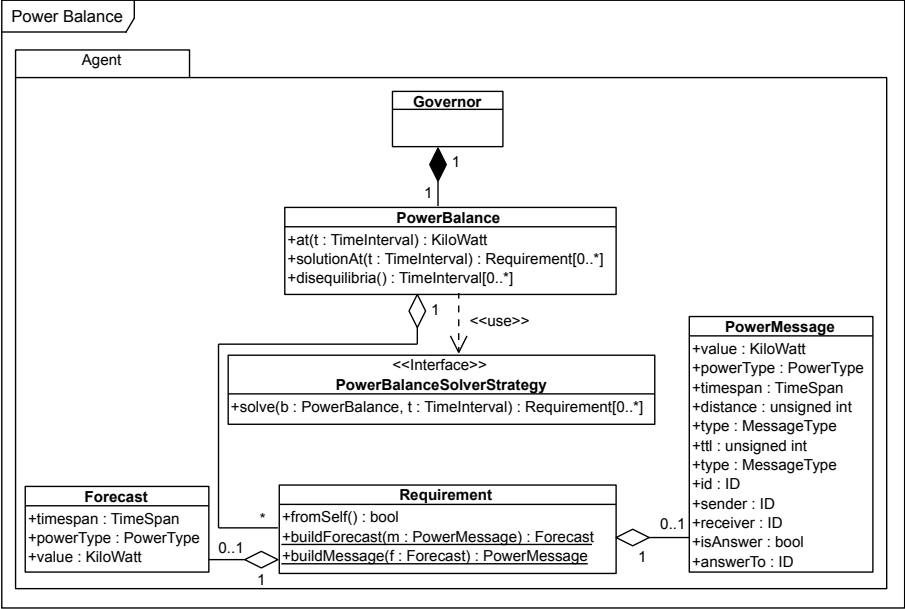 Power Balance
Agent
Governor
1
1
PowerBalance
+at(t : TimeInterval) : KiloWatt
+solutionAt(t : TimeInterval) : Requirement[0..*]
+disequilibria() : TimeInterval[0..*]
1
<<use>>
<<Interface>>
PowerBalanceSolverStrategy
+solve(b : PowerBalance, t : TimeInterval) : Requirement[0..*]
PowerMessage
+value : KiloWatt
+powerType : PowerType
+timespan : TimeSpan
+distance : unsigned int
+type : MessageType
+ttl : unsigned int
+type : MessageType
+id : ID
+sender : ID
+receiver : ID
+isAnswer : bool
+answerTo : ID
Forecast
+timespan : TimeSpan
+powerType : PowerType
+value : KiloWatt
*
0..1
1
Requirement
+fromSelf() : bool
+buildForecast(m : PowerMessage) : Forecast
+buildMessage(f : Forecast) : PowerMessage
0..1
1